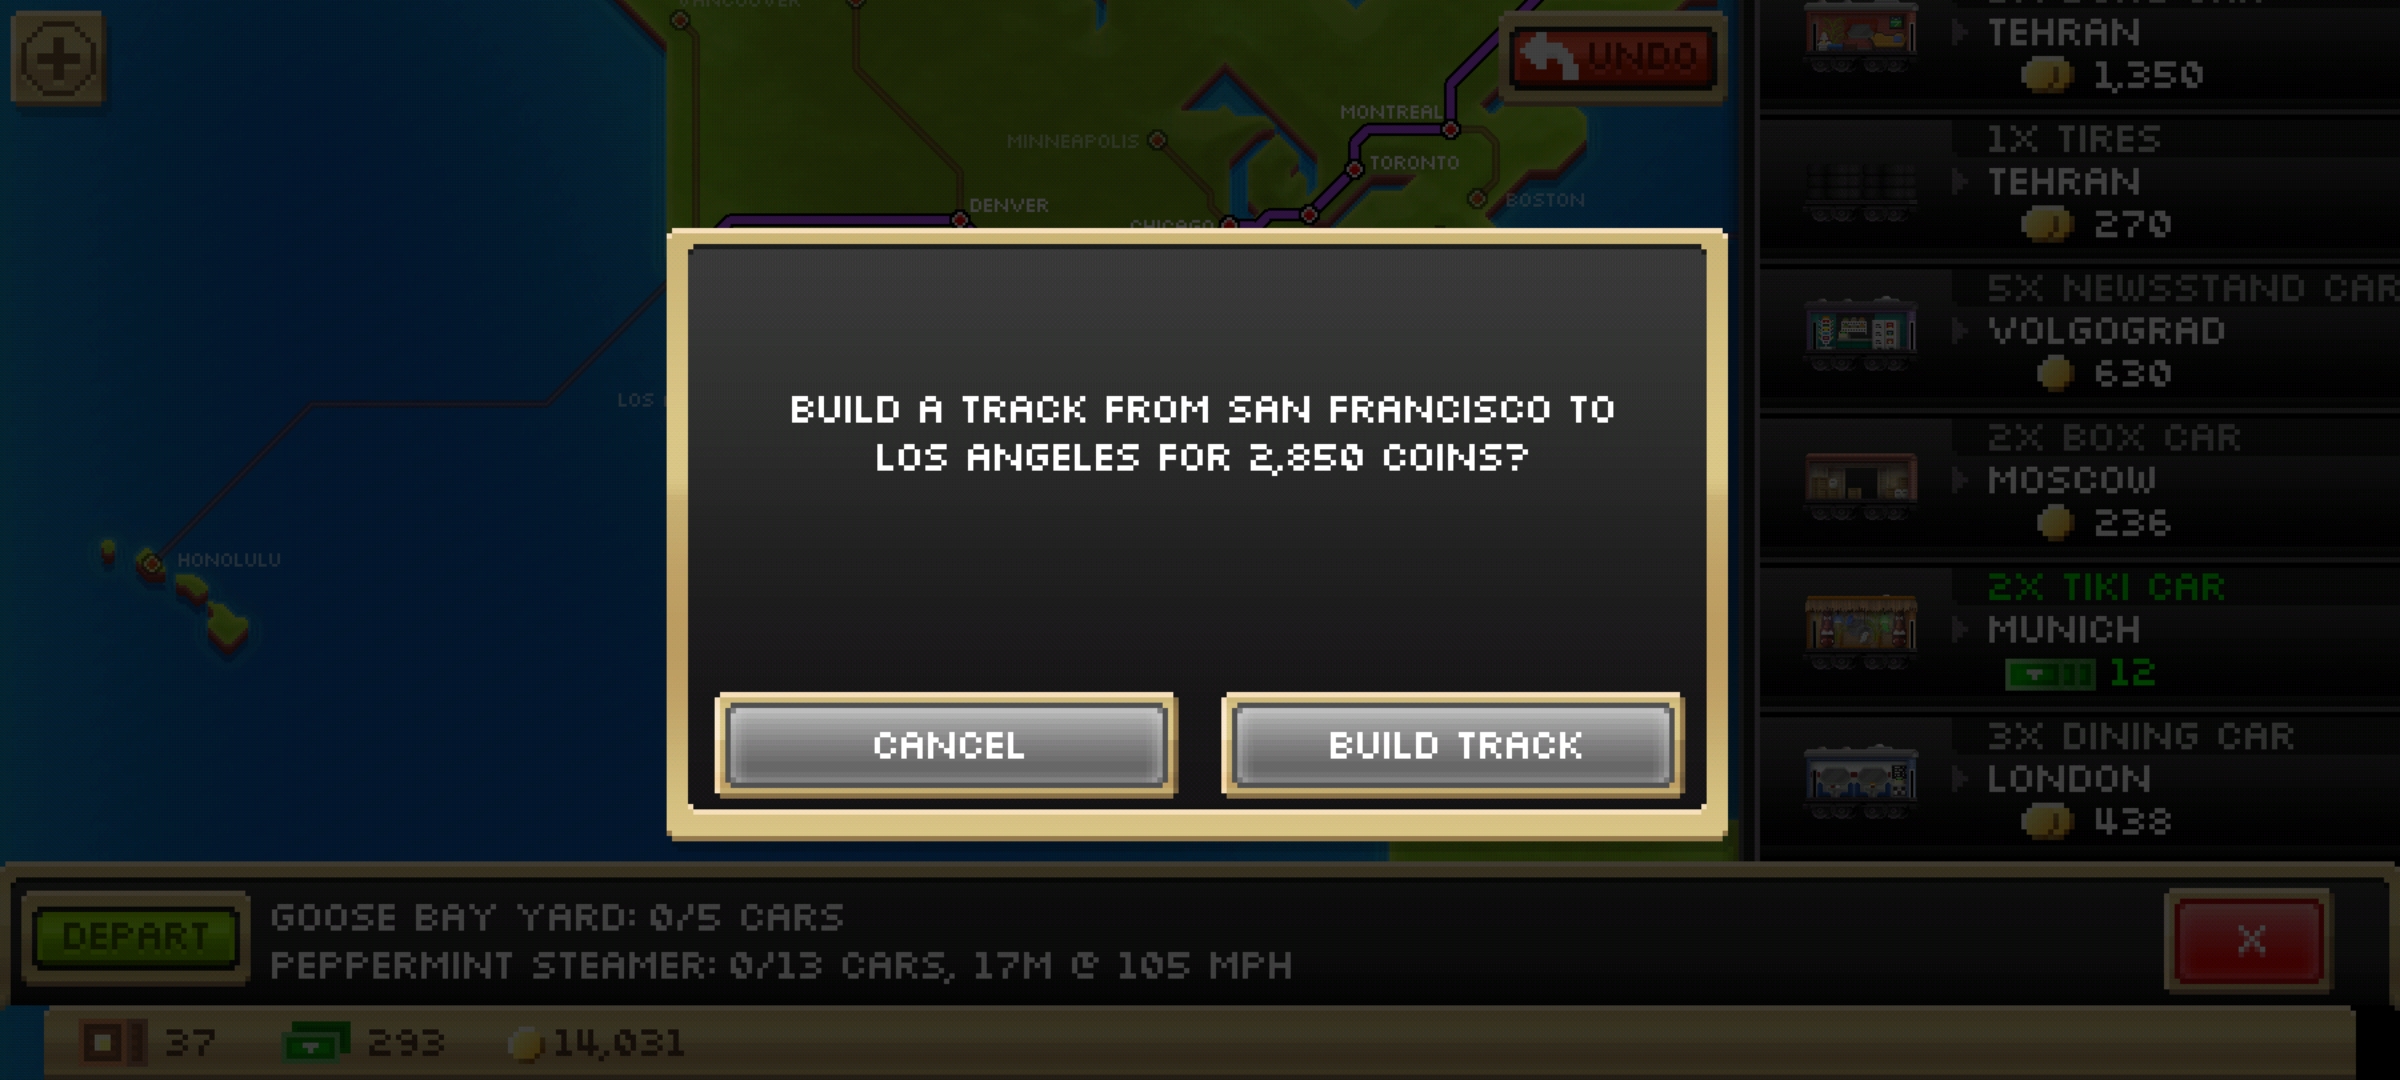 UNDO
MONTREAL
MINNEAPOLIS
TORONTO
DENVER
BOSTON
CHICAGO
LOS
HONOLULU
TEHRAN
1,350
1X TIRES
TEHRAN
270
5X NEWSSTAND CAR
VOLGOGRAD
630
2X BOX CAR
MOSCOW
236
2X TIKI CAR
MUNICH
12
3X DINING CAR
LONDON
438
BUILD A TRACK FROM SAN FRANCISCO TO
LOS ANGELES FOR 2,850 COINS?
CANCEL
BUILD TRACK
DEPART
GOOSE BAY YARD: 0/5 CARS
PEPPERMINT STEAMER: 0/13 CARS, 17M @ 105 MPH
X
37
293
14,031